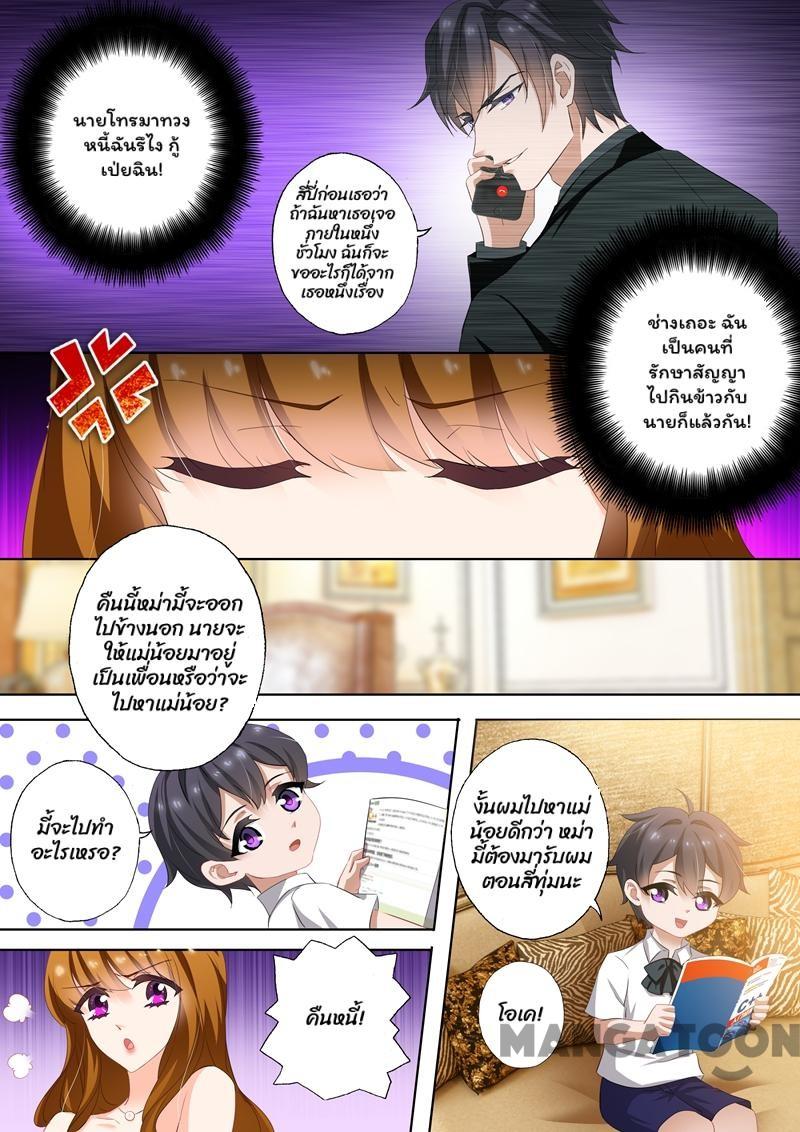 นายโทรมาทวง
หนี้ฉันรึไง กู้
เป่ยฉิน!
สี่ปีก่อนเธอว่า
ถ้าฉันหาเธอเจอ
ภายในหนึ่ง
ชั่วโมง ฉันก็จะ
ขออะไรก็ได้จาก
เธอหนึ่งเรื่อง
ช่างเถอะ ฉัน
เป็นคนที่
รักษาสัญญา
ไปกินข้าวกับ
นายก็แล้วกัน!
คืนนี้หม่ามี้จะออก
ไปข้างนอก นายจะ
ให้แม่น้อยมาอยู่
เป็นเพื่อนหรือว่าจะ
ไปหาแม่น้อย?
มี้จะไปทำ
อะไรเหรอ?
งั้นผมไปหาแม่
น้อยดีกว่า หม่า
มี้ต้องมารับผม
ตอนสี่ทุ่มนะ
คืนหนี้!
โอเค!
MANGATOON